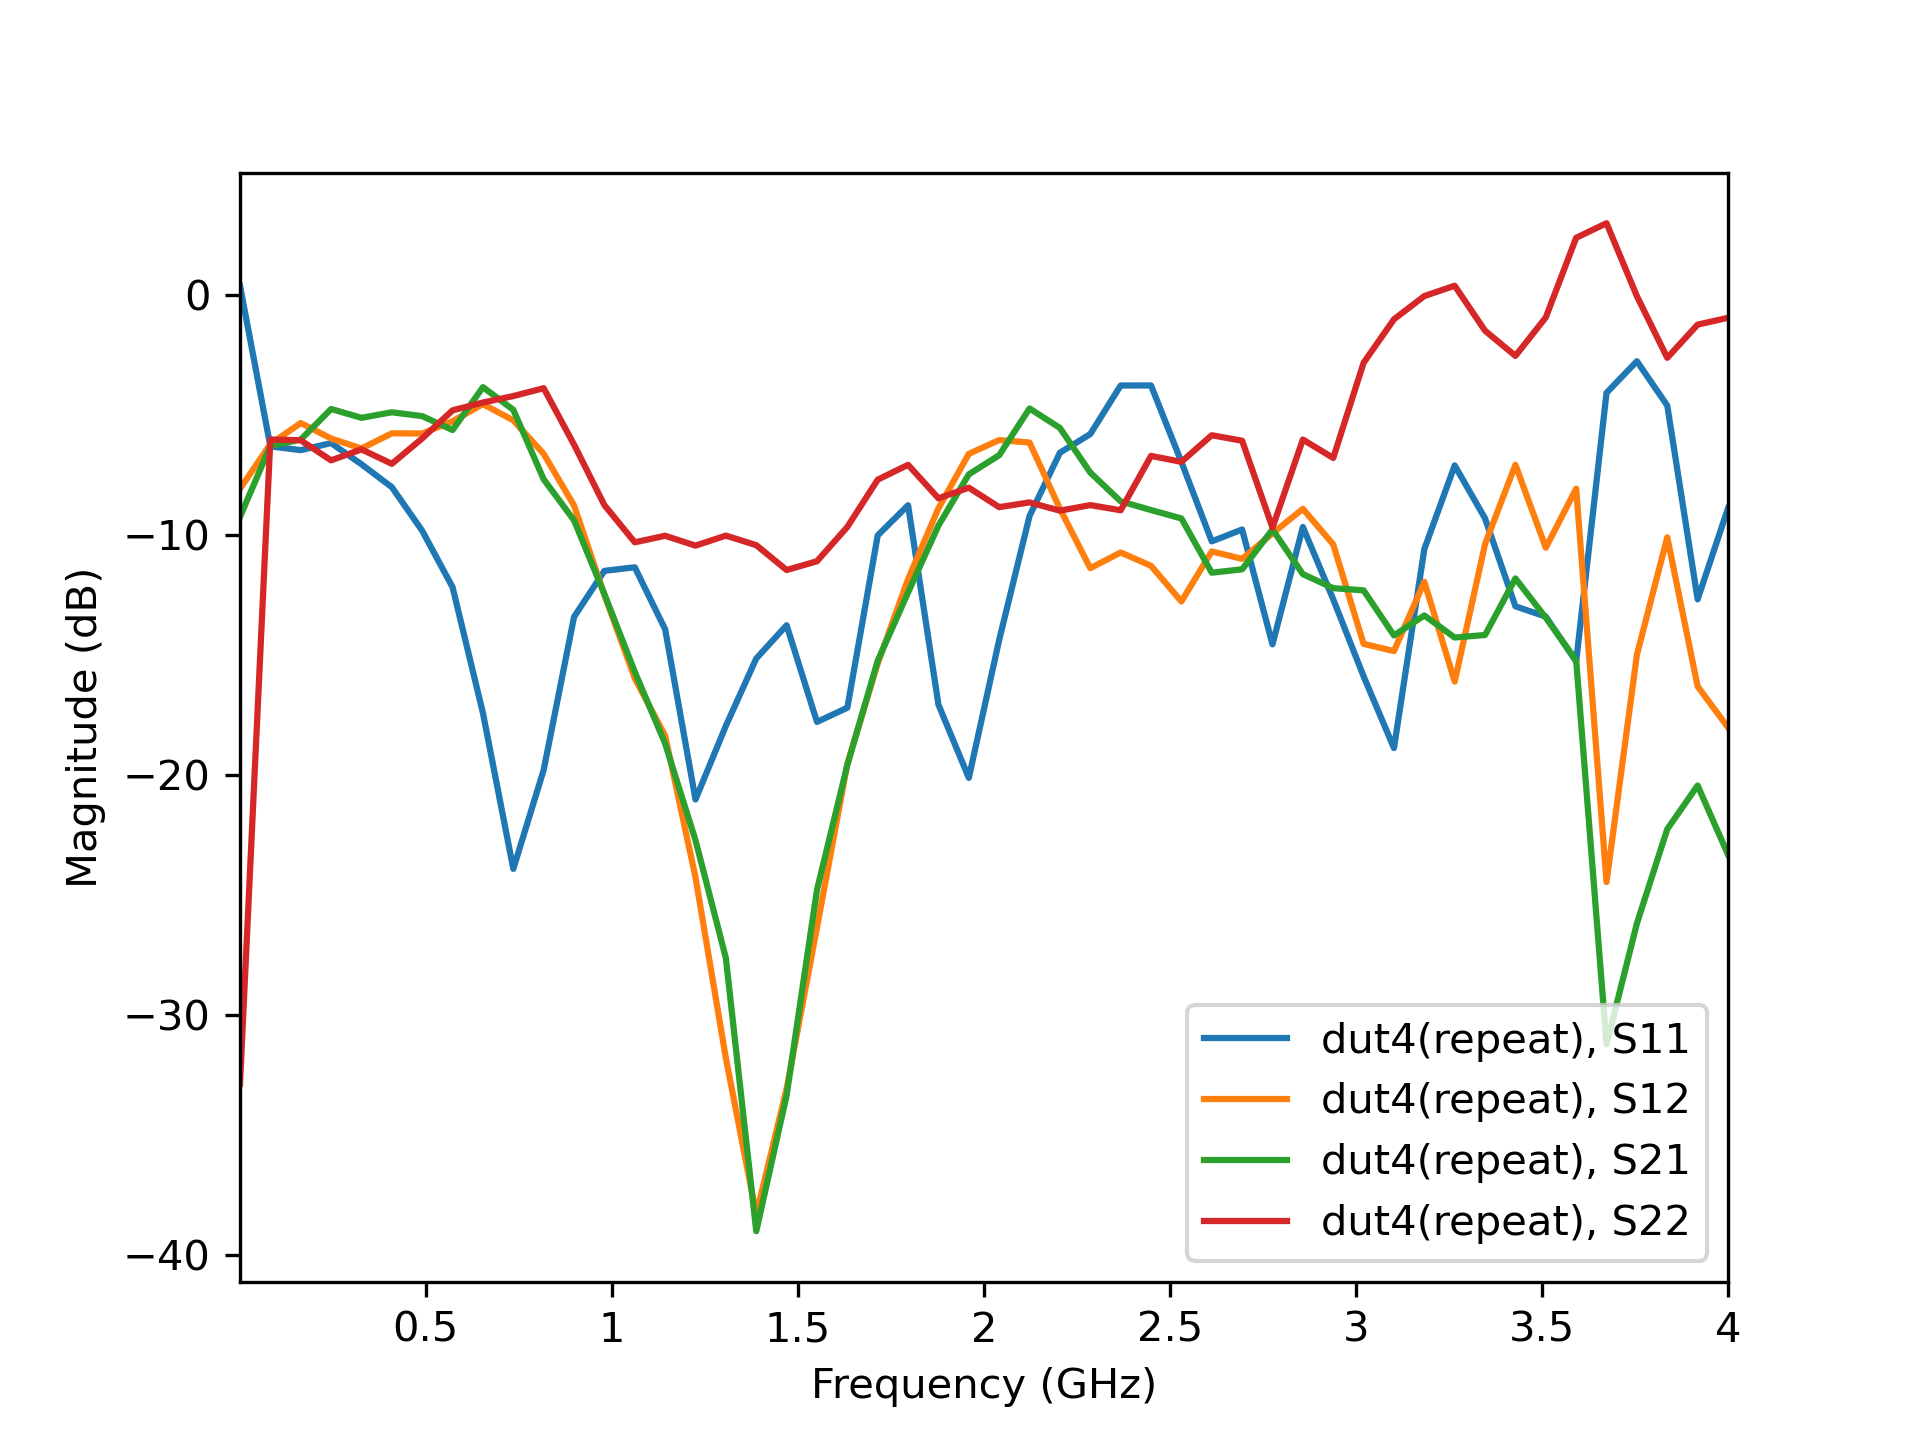 0
−10
−20
−30
−40
Magnitude (dB)
0.5 1 1.5 2 2.5 3 3.5 4
Frequency (GHz)
dut4(repeat), S11
dut4(repeat), S12
dut4(repeat), S21
dut4(repeat), S22